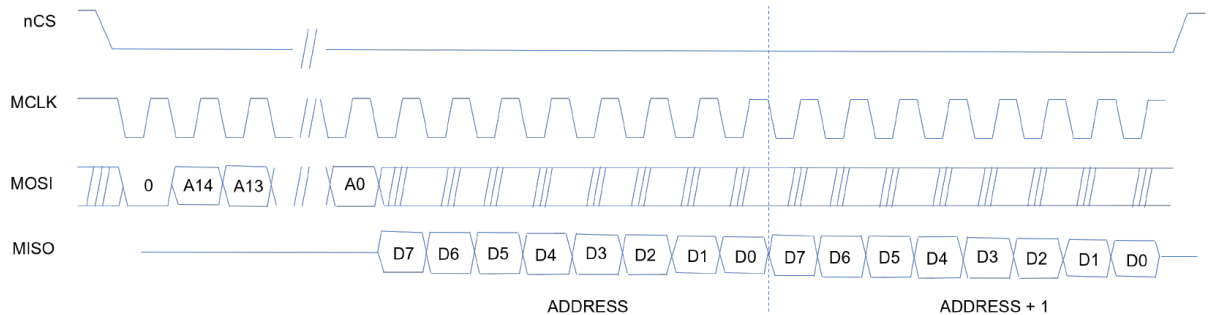 nCS
MCLK
MOSI 0 A14 A13 A0
MISO D7 D6 D5 D4 D3 D2 D1 D0 D7 D6 D5 D4 D3 D2 D1 D0
ADDRESS ADDRESS + 1